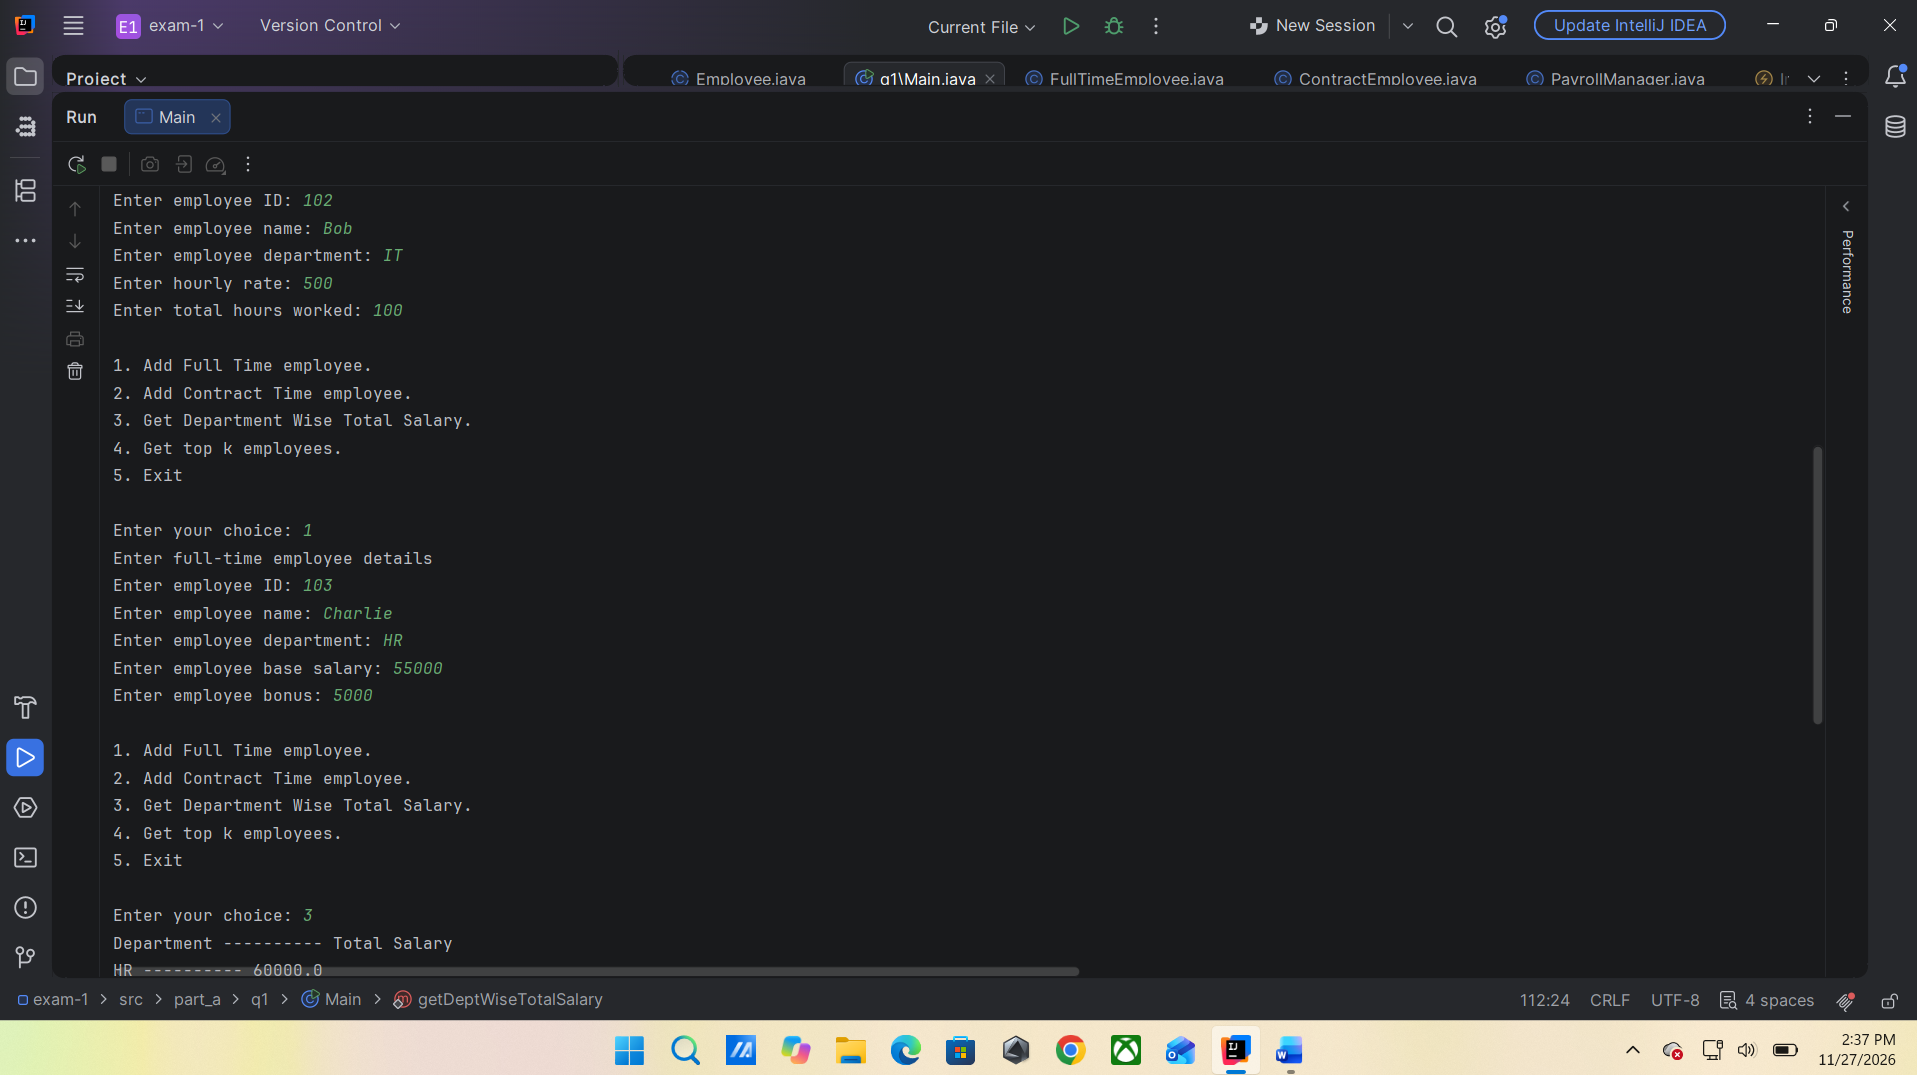 E1 exam-1 Version Control Current File New Session Update IntelliJ IDEA
Project Employee.java q1\Main.java FullTimeEmployee.java ContractEmployee.java PayrollManager.java
Run Main
Performance
Enter employee ID: 102
Enter employee name: Bob
Enter employee department: IT
Enter hourly rate: 500
Enter total hours worked: 100
1. Add Full Time employee.
2. Add Contract Time employee.
3. Get Department Wise Total Salary.
4. Get top k employees.
5. Exit
Enter your choice: 1
Enter full-time employee details
Enter employee ID: 103
Enter employee name: Charlie
Enter employee department: HR
Enter employee base salary: 55000
Enter employee bonus: 5000
1. Add Full Time employee.
2. Add Contract Time employee.
3. Get Department Wise Total Salary.
4. Get top k employees.
5. Exit
Enter your choice: 3
Department ---------- Total Salary
HR ---------- 60000.0
exam-1 > src > part_a > q1 > Main > getDeptWiseTotalSalary 112:24 CRLF UTF-8 4 spaces
2:37 PM
11/27/2026